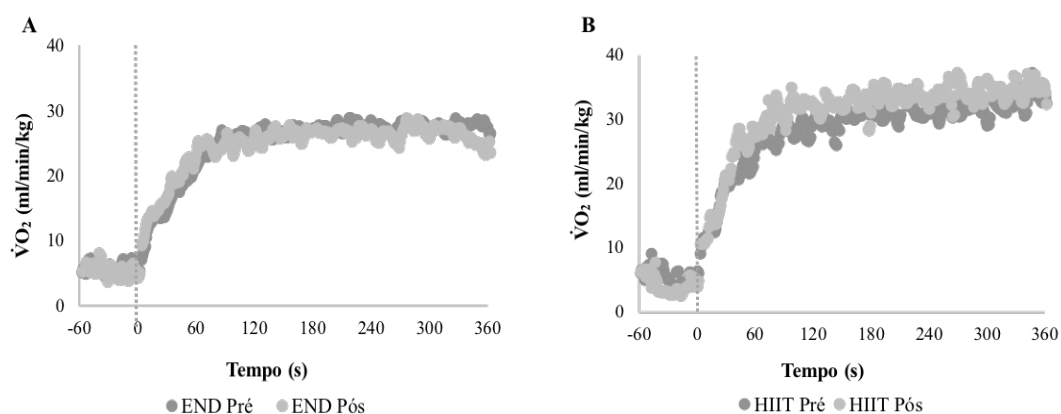 A
40
30
20
10
0
V̇O₂ (ml/min/kg)
-60 0 60 120 180 240 300 360
Tempo (s)
END Pré END Pós
B
40
30
20
10
0
V̇O₂ (ml/min/kg)
-60 0 60 120 180 240 300 360
Tempo (s)
HIIT Pré HIIT Pós